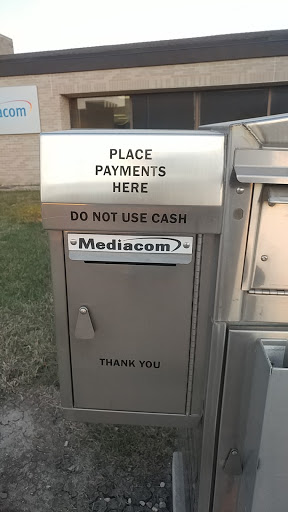 acom
PLACE
PAYMENTS
HERE
DO NOT USE CASH
Mediacom
THANK YOU